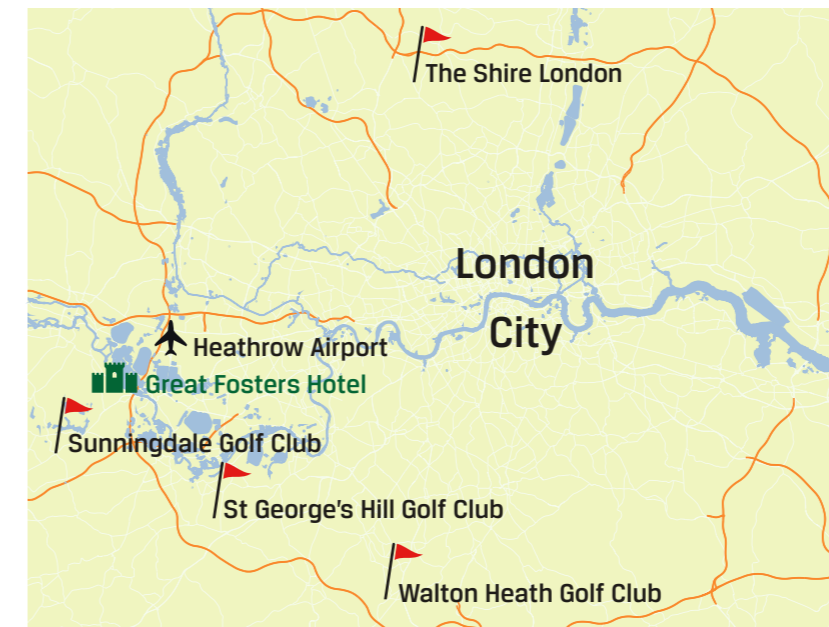 The Shire London
London
City
Heathrow Airport
Great Fosters Hotel
Sunningdale Golf Club
St George's Hill Golf Club
Walton Heath Golf Club